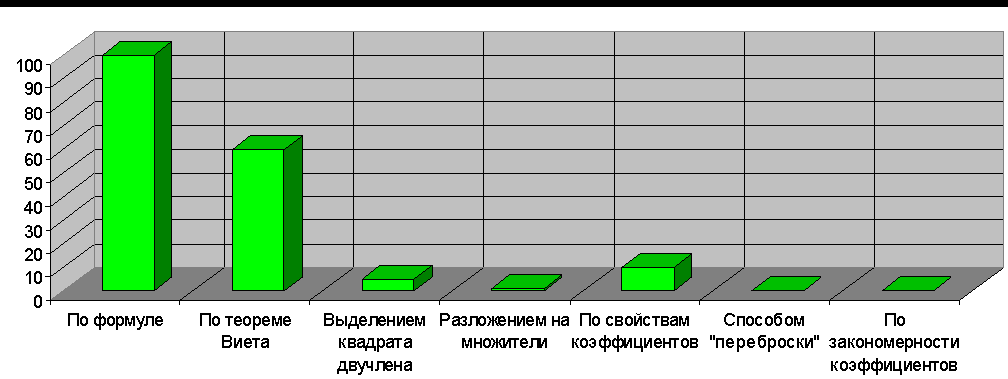 100
90
80
70
60
50
40
30
20
10
0
По формуле
По теореме
Виета
Выделением
квадрата
двучлена
Разложением на
множители
По свойствам
коэффициентов
Способом
"переброски"
По
закономерности
коэффициентов